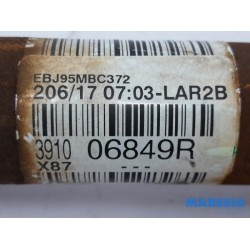 EBJ95MBC372
206/17 07:03-LAR2B
3910 06849R
X87 ---